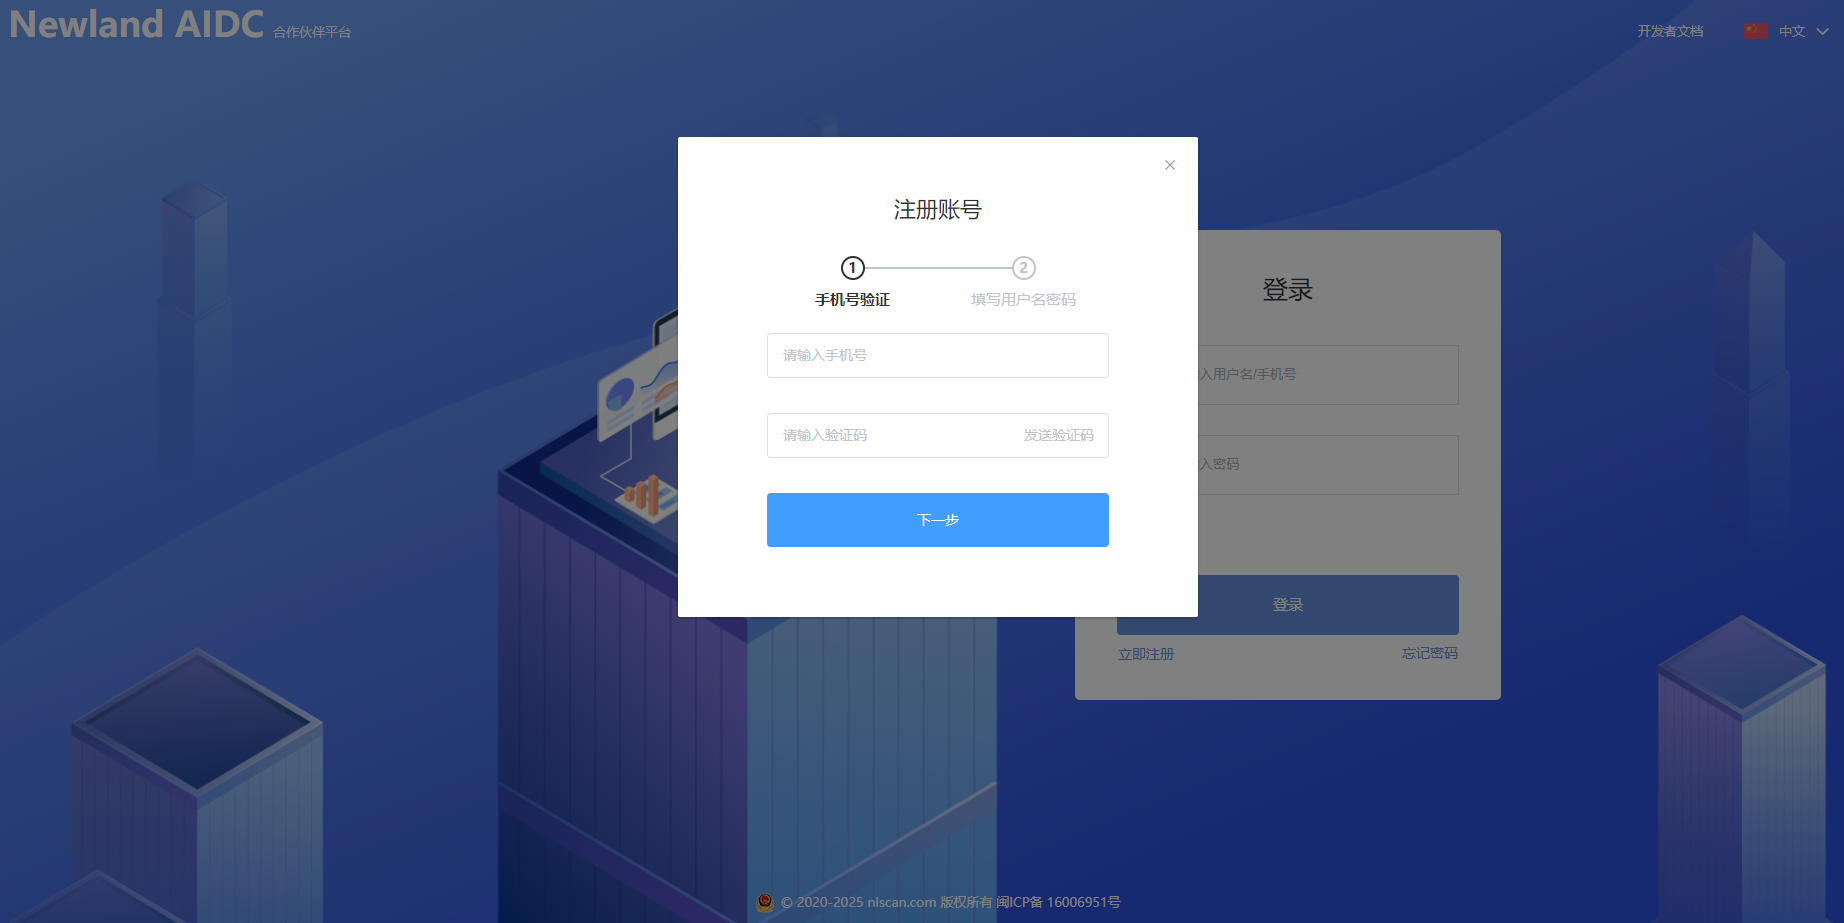 Newland AIDC 合作伙伴平台
开发者文档
中文
注册账号
1
2
手机号验证
填写用户名密码
请输入手机号
请输入验证码
发送验证码
下一步
登录
入用户名/手机号
入密码
登录
立即注册
忘记密码
© 2020-2025 nlscan.com 版权所有 闽ICP备 16006951号